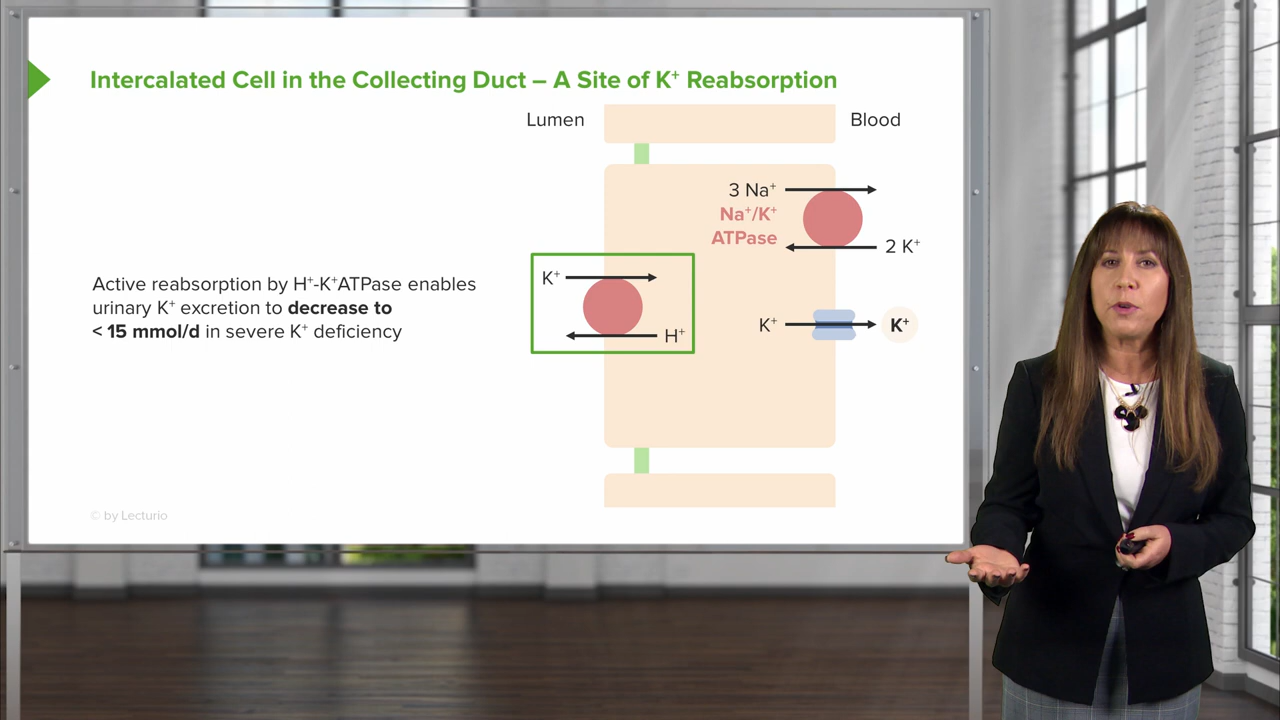 Intercalated Cell in the Collecting Duct – A Site of K⁺ Reabsorption
Lumen
Blood
3 Na⁺
Na⁺/K⁺
ATPase
2 K⁺
Active reabsorption by H⁺-K⁺ATPase enables
urinary K⁺ excretion to decrease to
< 15 mmol/d in severe K⁺ deficiency
K⁺
H⁺
K⁺
K⁺
© by Lecturio